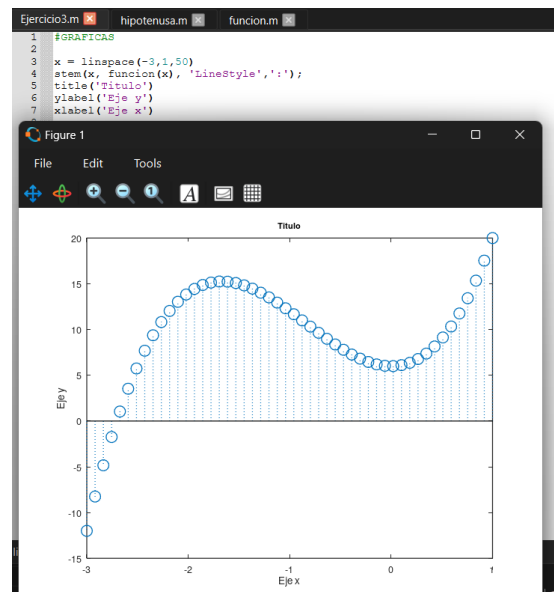 Ejercicio3.m hipotenusa.m funcion.m
1 #GRAFICAS
2
3 x = linspace(-3,1,50)
4 stem(x, funcion(x), 'LineStyle',':');
5 title('Titulo')
6 ylabel('Eje y')
7 xlabel('Eje x')
Figure 1
File Edit Tools
A
Titulo
20
15
10
5
0
-5
-10
-15
Eje y
-3 -2 -1 0 1
Eje x